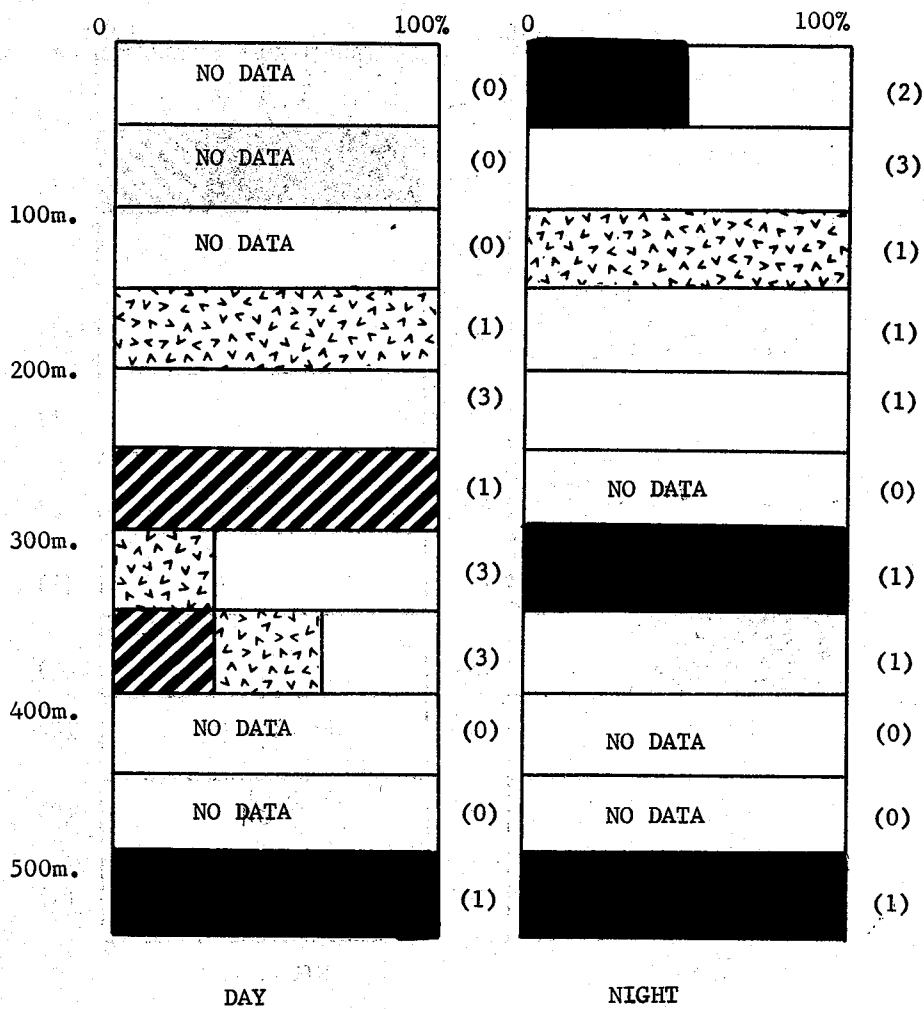 0 100% 0 100%
NO DATA (0) (2)
NO DATA (0) (3)
100m.
NO DATA (0) (1)
(1) (1)
200m.
(3) (1)
(1) NO DATA (0)
300m.
(3) (1)
(3) (1)
400m.
NO DATA (0) NO DATA (0)
NO DATA (0) NO DATA (0)
500m.
(1) (1)
DAY NIGHT